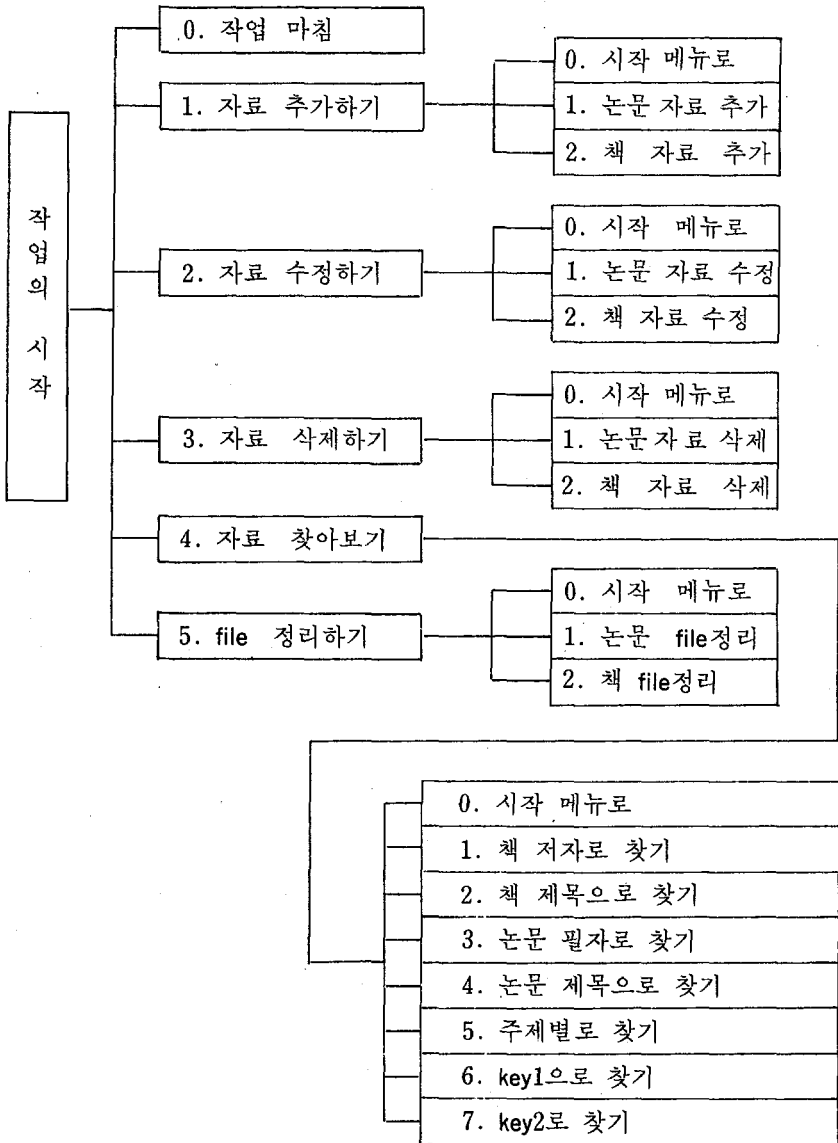 작업의 시작
0. 작업 마침
1. 자료 추가하기
0. 시작 메뉴로
1. 논문 자료 추가
2. 책 자료 추가
2. 자료 수정하기
0. 시작 메뉴로
1. 논문 자료 수정
2. 책 자료 수정
3. 자료 삭제하기
0. 시작 메뉴로
1. 논문 자료 삭제
2. 책 자료 삭제
4. 자료 찾아보기
5. file 정리하기
0. 시작 메뉴로
1. 논문 file정리
2. 책 file정리
0. 시작 메뉴로
1. 책 저자로 찾기
2. 책 제목으로 찾기
3. 논문 필자로 찾기
4. 논문 제목으로 찾기
5. 주제별로 찾기
6. key1으로 찾기
7. key2로 찾기